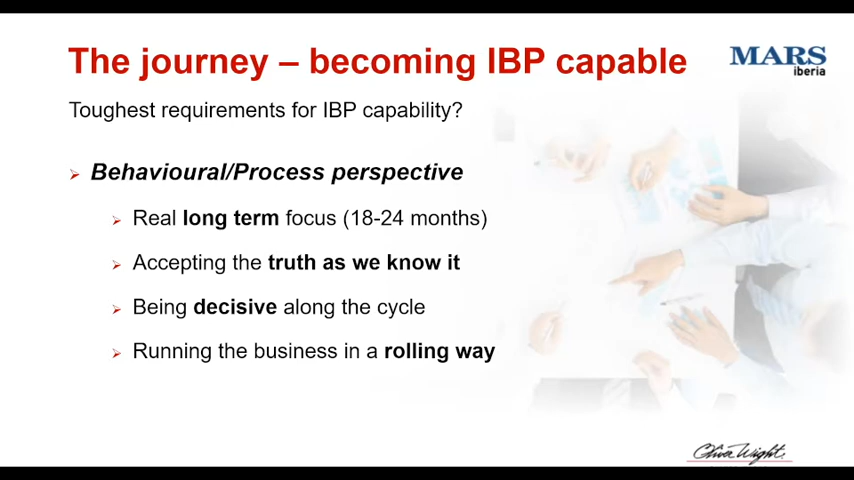 The journey – becoming IBP capable
MARS
iberia
Toughest requirements for IBP capability?
Behavioural/Process perspective
Real long term focus (18-24 months)
Accepting the truth as we know it
Being decisive along the cycle
Running the business in a rolling way
Oliver Wight